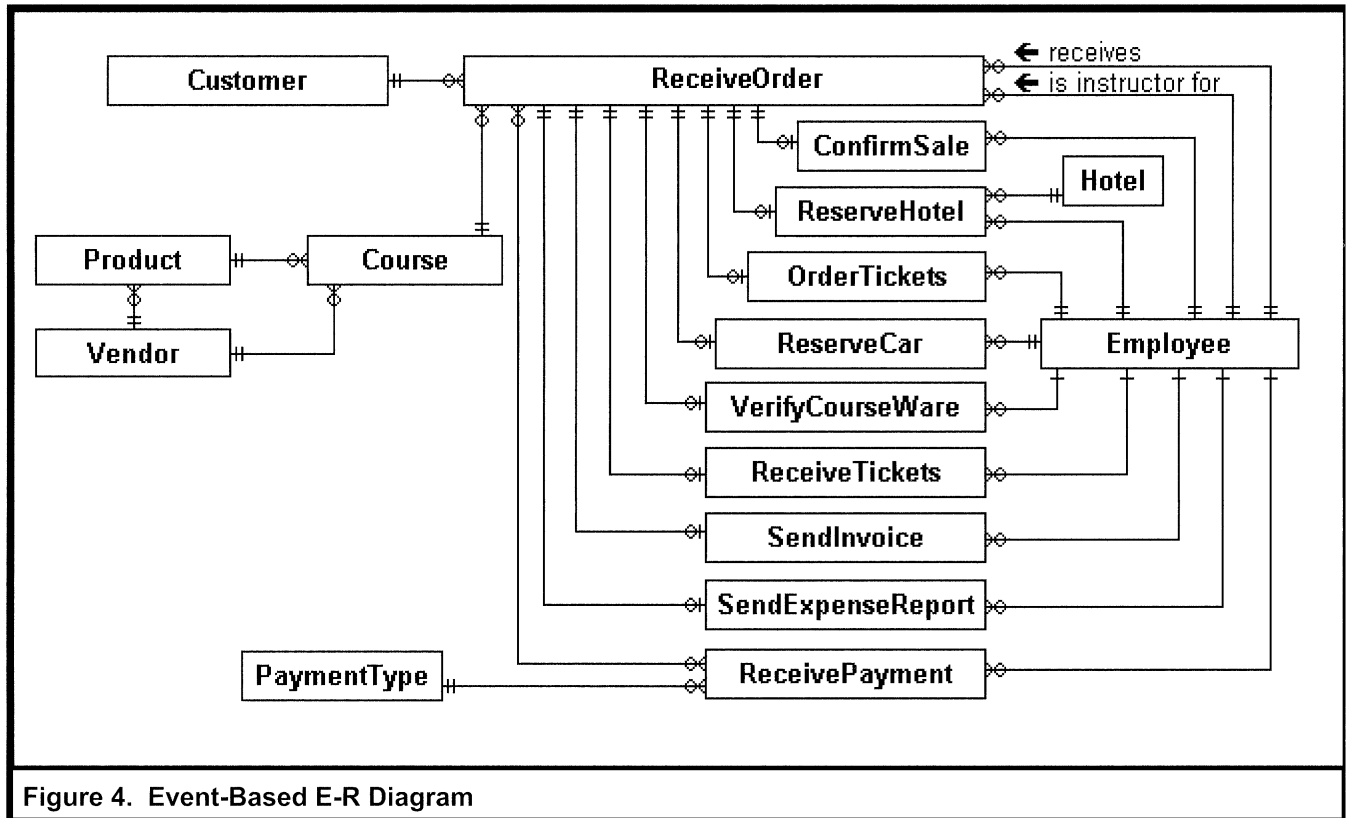 ← receives
Customer
ReceiveOrder
← is instructor for
ConfirmSale
Hotel
ReserveHotel
Product
Course
OrderTickets
Vendor
ReserveCar
Employee
VerifyCourseWare
ReceiveTickets
SendInvoice
SendExpenseReport
PaymentType
ReceivePayment
Figure 4. Event-Based E-R Diagram